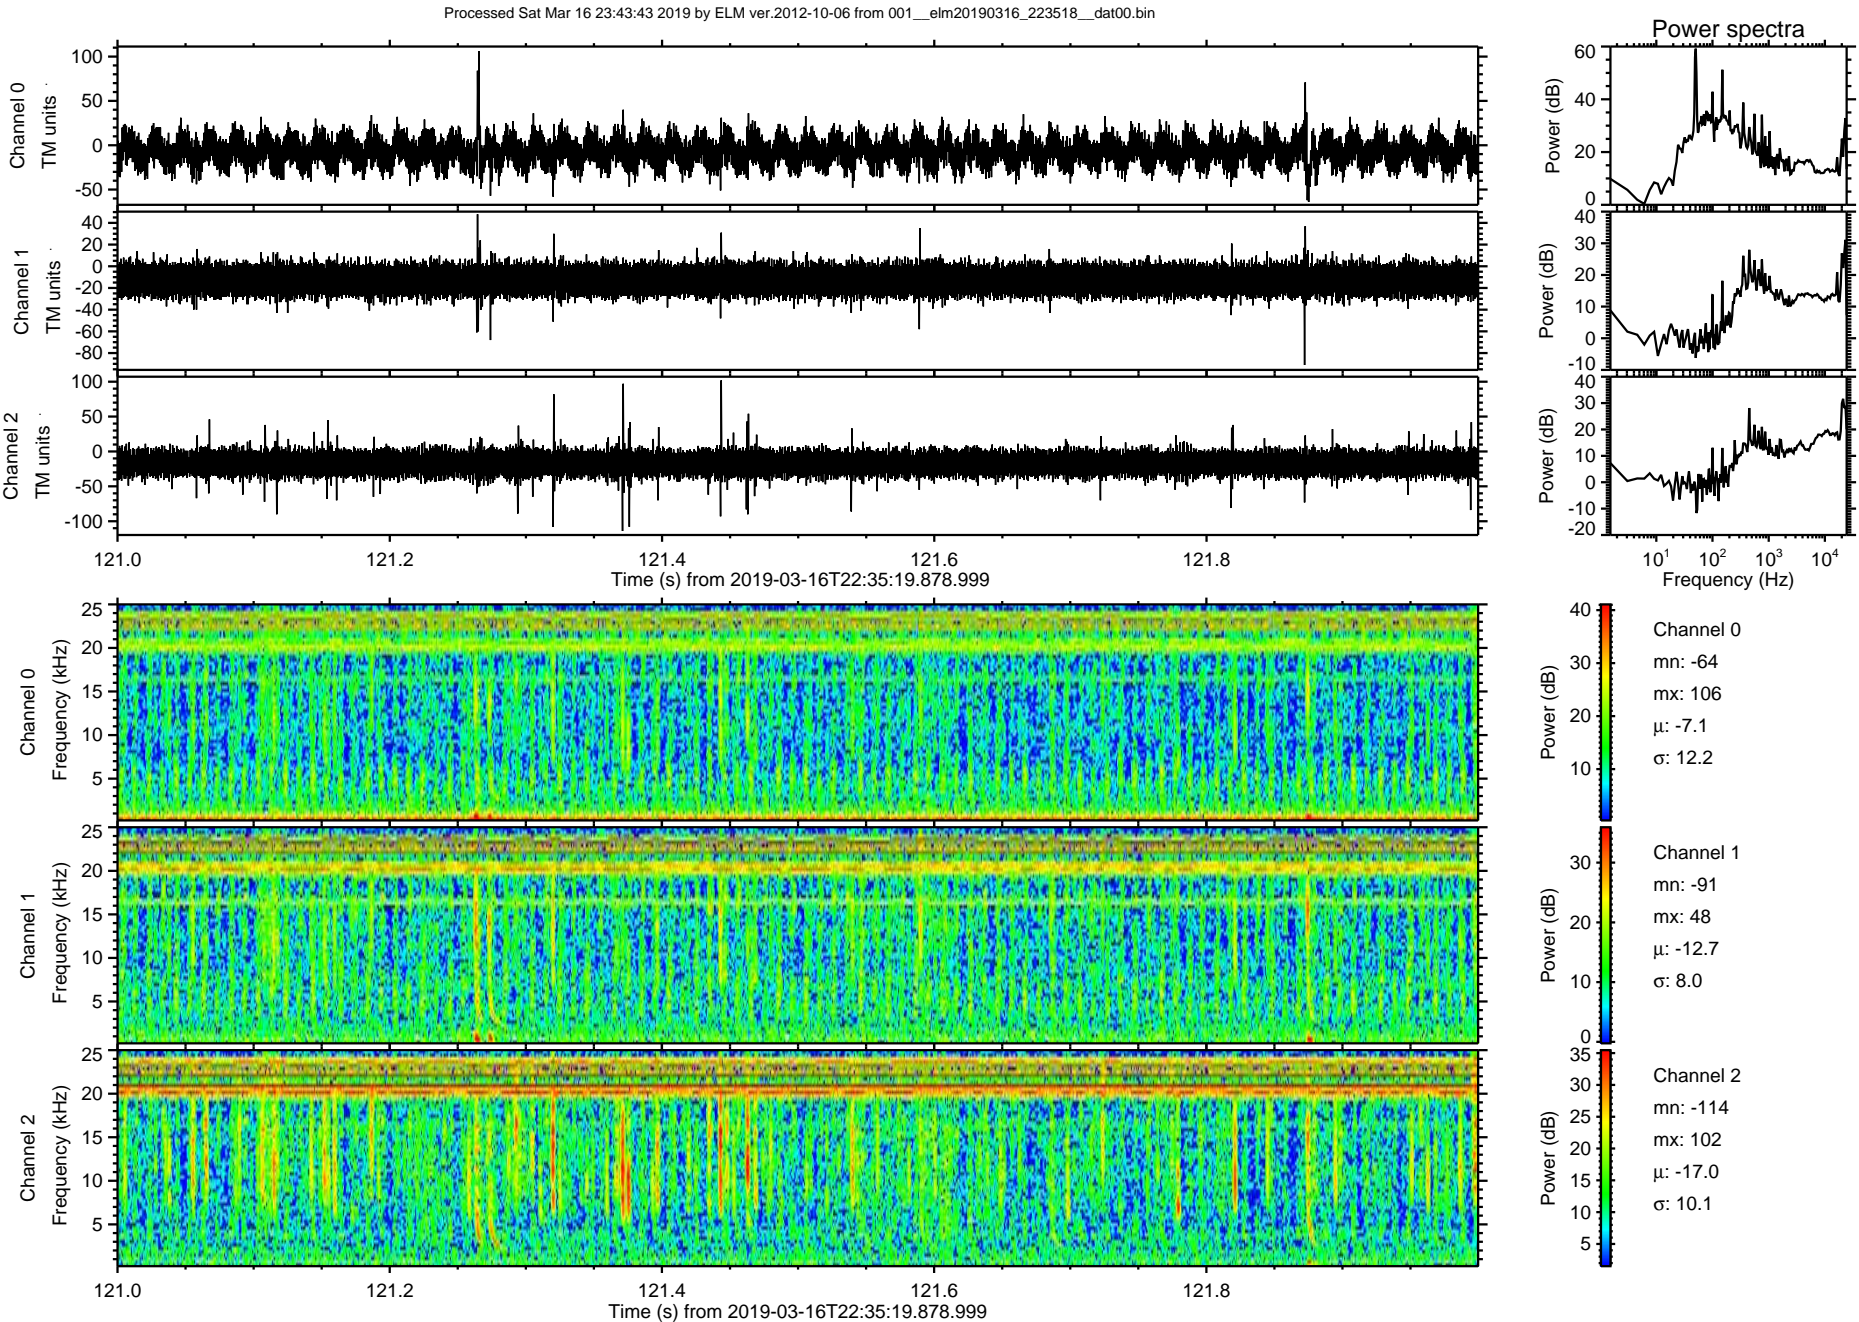 Processed Sat Mar 16 23:43:43 2019 by ELM ver.2012-10-06 from 001__elm20190316_223518__dat00.bin
Power spectra
Channel 0
TM units
100
50
0
-50
Power (dB)
60
40
20
0
Channel 1
TM units
40
20
0
-20
-40
-60
-80
Power (dB)
40
30
20
10
0
-10
Channel 2
TM units
100
50
0
-50
-100
Power (dB)
40
30
20
10
0
-10
-20
121.0 121.2 121.4 121.6 121.8
Time (s) from 2019-03-16T22:35:19.878.999
10¹ 10² 10³ 10⁴
Frequency (Hz)
Channel 0
Frequency (kHz)
25
20
15
10
5
Power (dB)
40
30
20
10
Channel 0
mn: -64
mx: 106
μ: -7.1
σ: 12.2
Channel 1
Frequency (kHz)
25
20
15
10
5
Power (dB)
30
20
10
0
Channel 1
mn: -91
mx: 48
μ: -12.7
σ: 8.0
Channel 2
Frequency (kHz)
25
20
15
10
5
Power (dB)
35
30
25
20
15
10
5
Channel 2
mn: -114
mx: 102
μ: -17.0
σ: 10.1
121.0 121.2 121.4 121.6 121.8
Time (s) from 2019-03-16T22:35:19.878.999